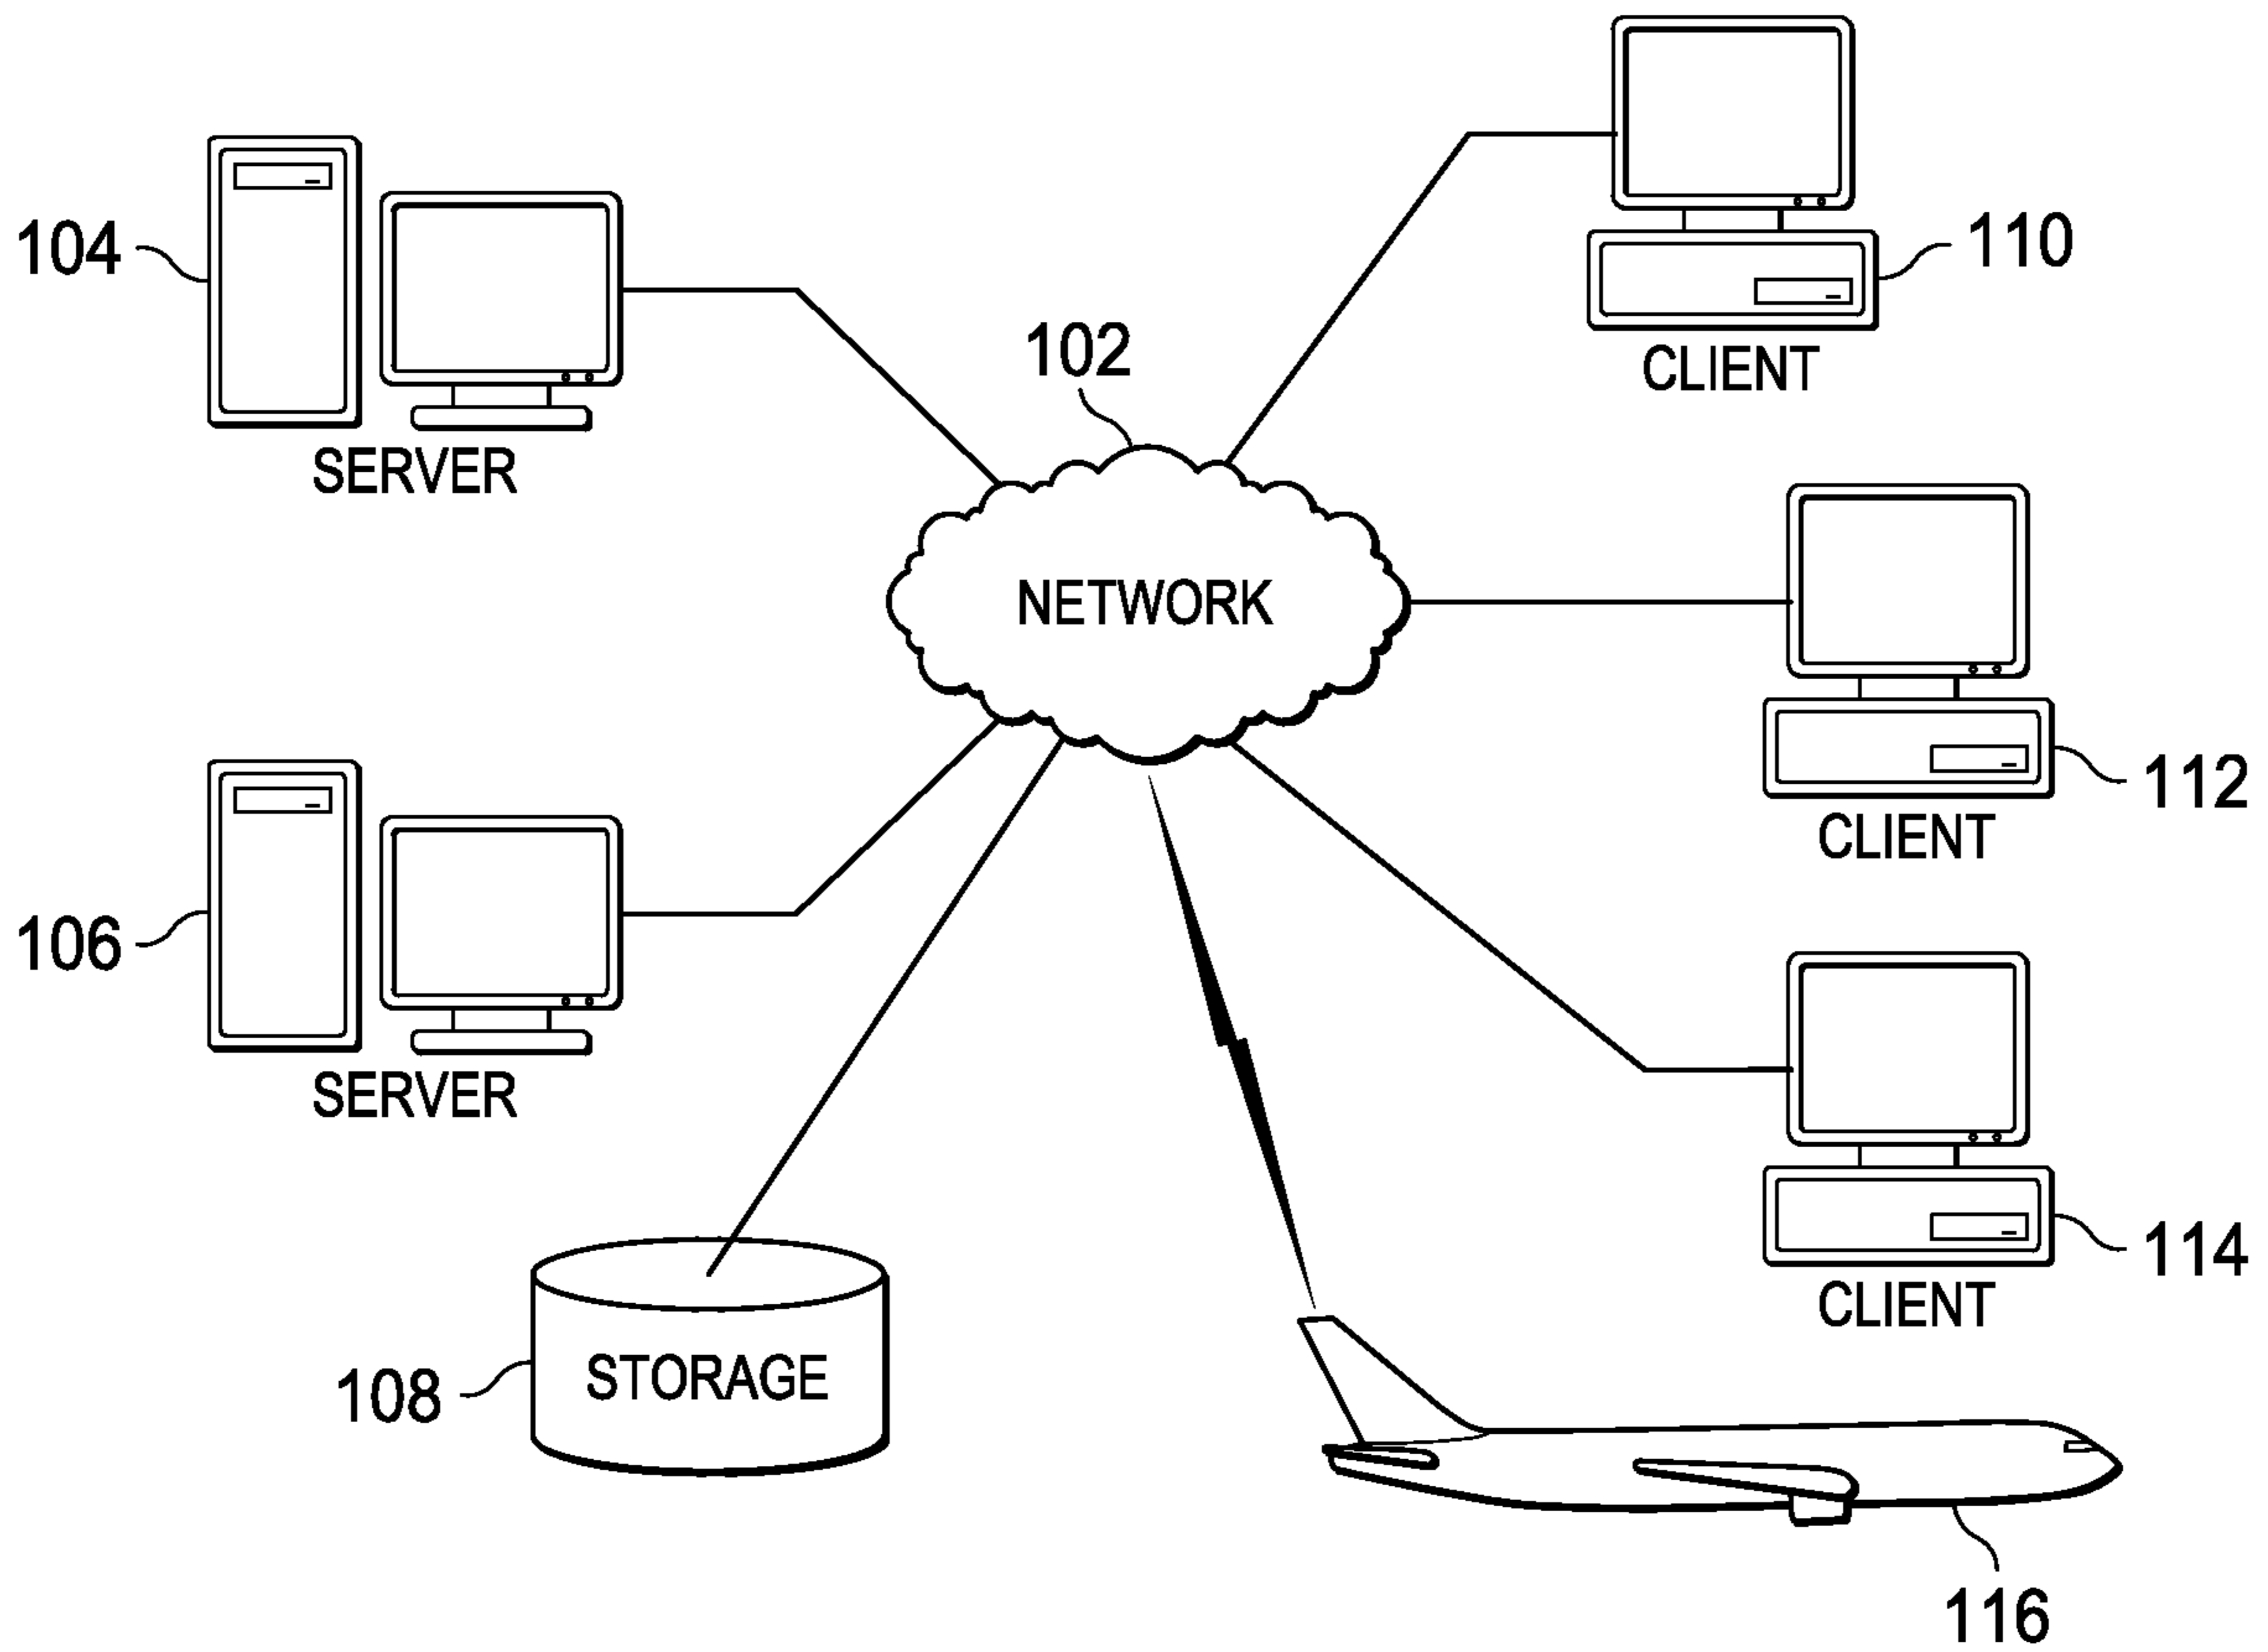 104
SERVER
110
CLIENT
102
NETWORK
112
CLIENT
106
SERVER
114
CLIENT
108
STORAGE
116